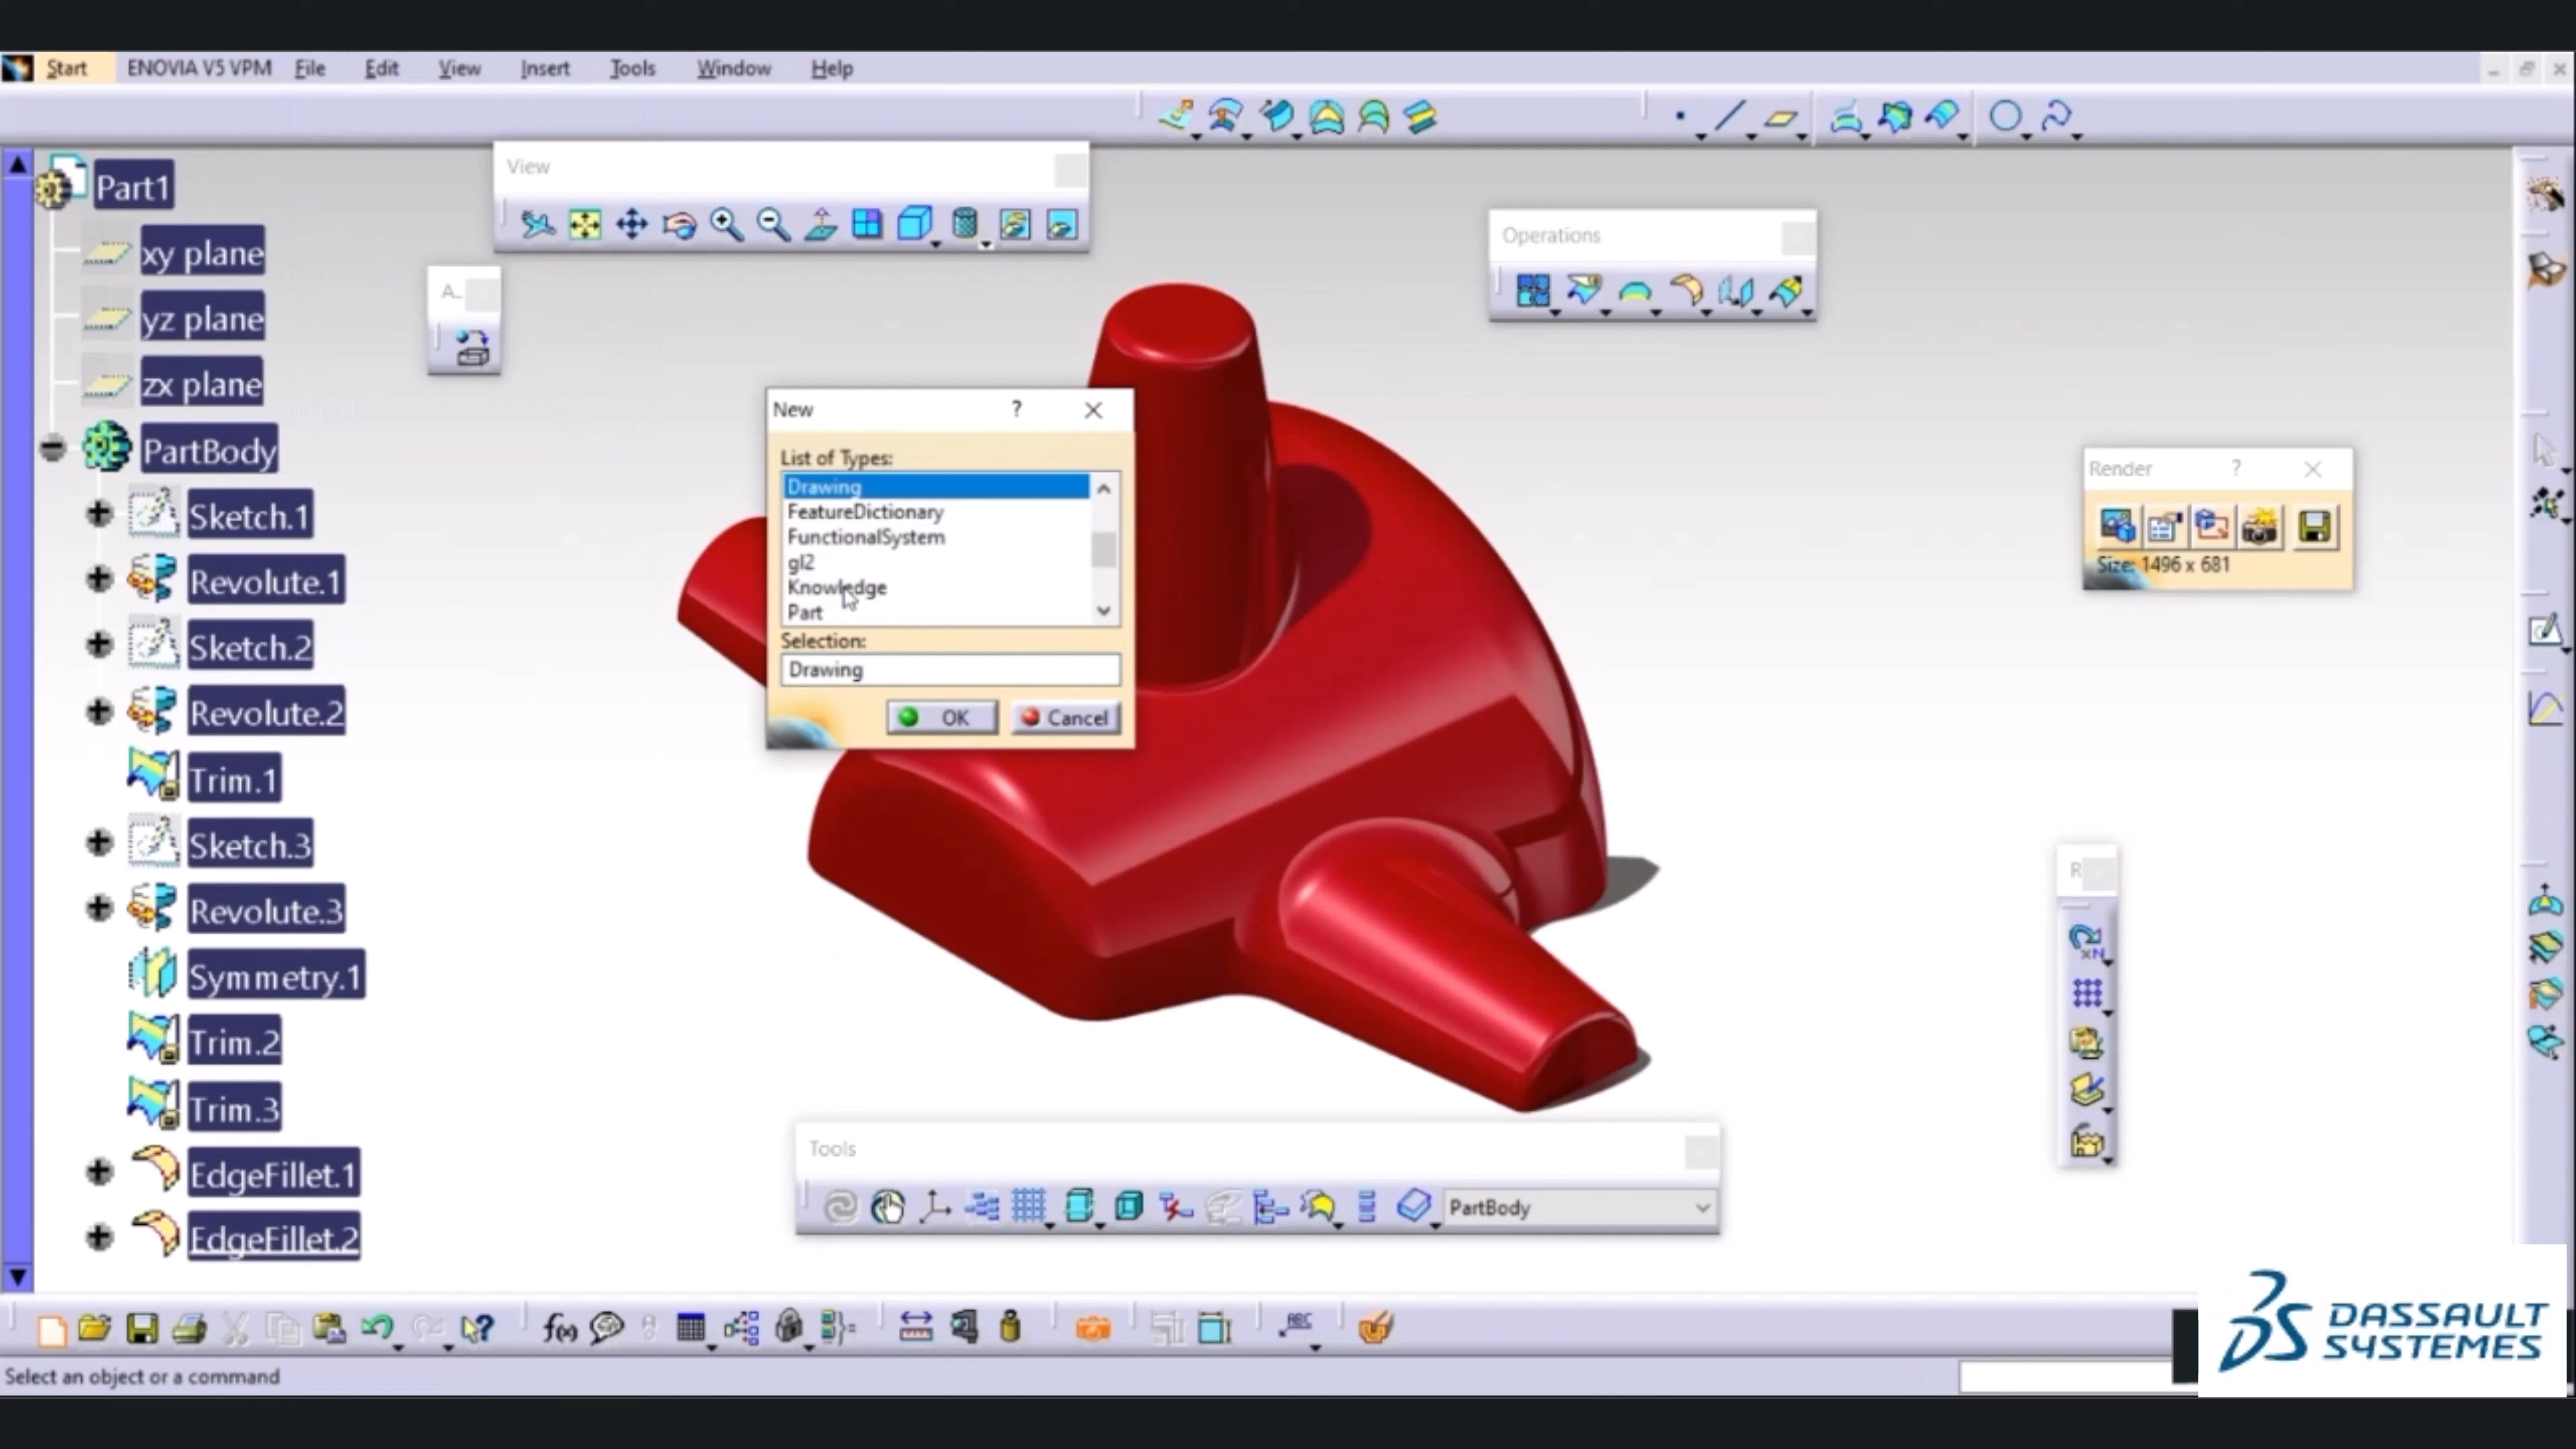 Start ENOVIA V5 VPM File Edit View Insert Tools Window Help
View
A...
Operations
Part1
xy plane
yz plane
zx plane
PartBody
Sketch.1
Revolute.1
Sketch.2
Revolute.2
Trim.1
Sketch.3
Revolute.3
Symmetry.1
Trim.2
Trim.3
EdgeFillet.1
EdgeFillet.2
New ? ×
List of Types:
Drawing
FeatureDictionary
FunctionalSystem
gl2
Knowledge
Part
Selection:
Drawing
OK Cancel
Render ? ×
Size: 1496 x 681
R
xN
Tools
PartBody
f(x)
ABC
Select an object or a command
DASSAULT
SYSTEMES